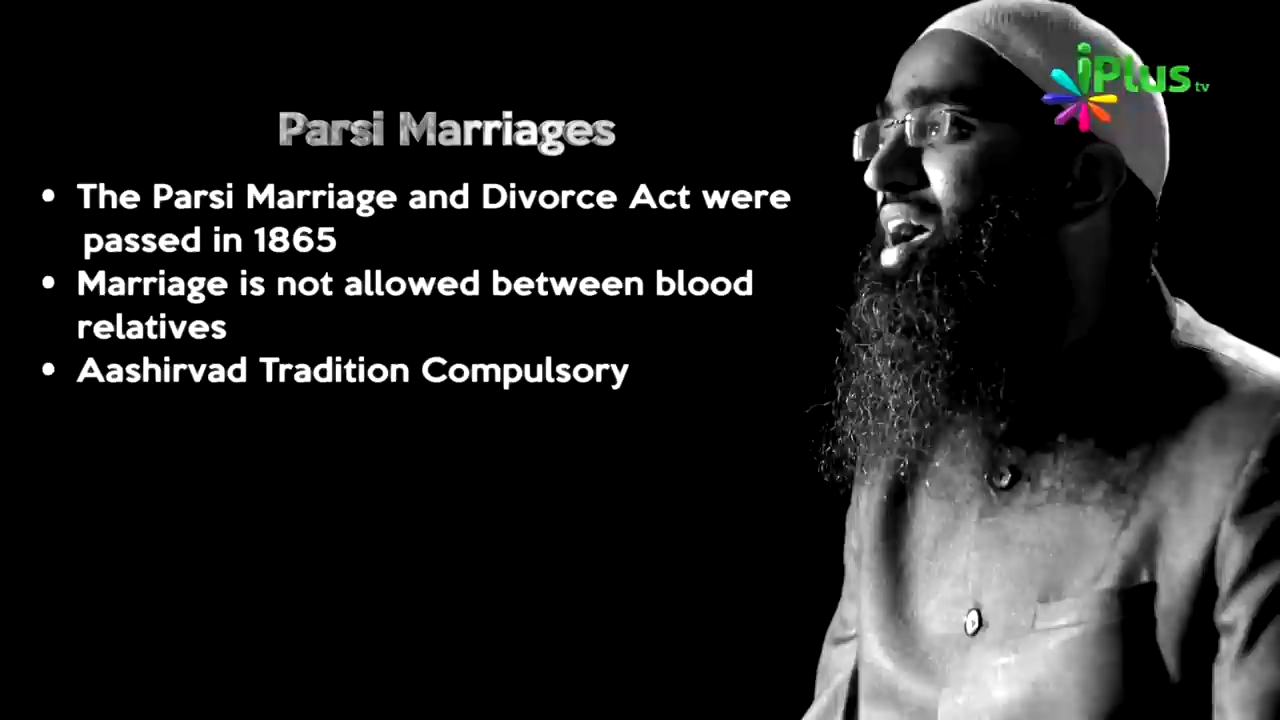 iPlus tv
Parsi Marriages
• The Parsi Marriage and Divorce Act were
passed in 1865
• Marriage is not allowed between blood
relatives
• Aashirvad Tradition Compulsory